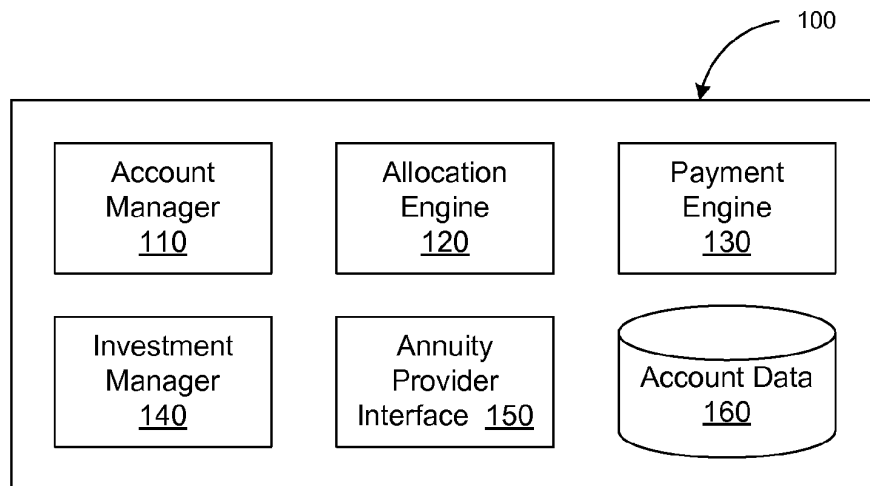 100
Account
Manager
110
Allocation
Engine
120
Payment
Engine
130
Investment
Manager
140
Annuity
Provider
Interface 150
Account Data
160